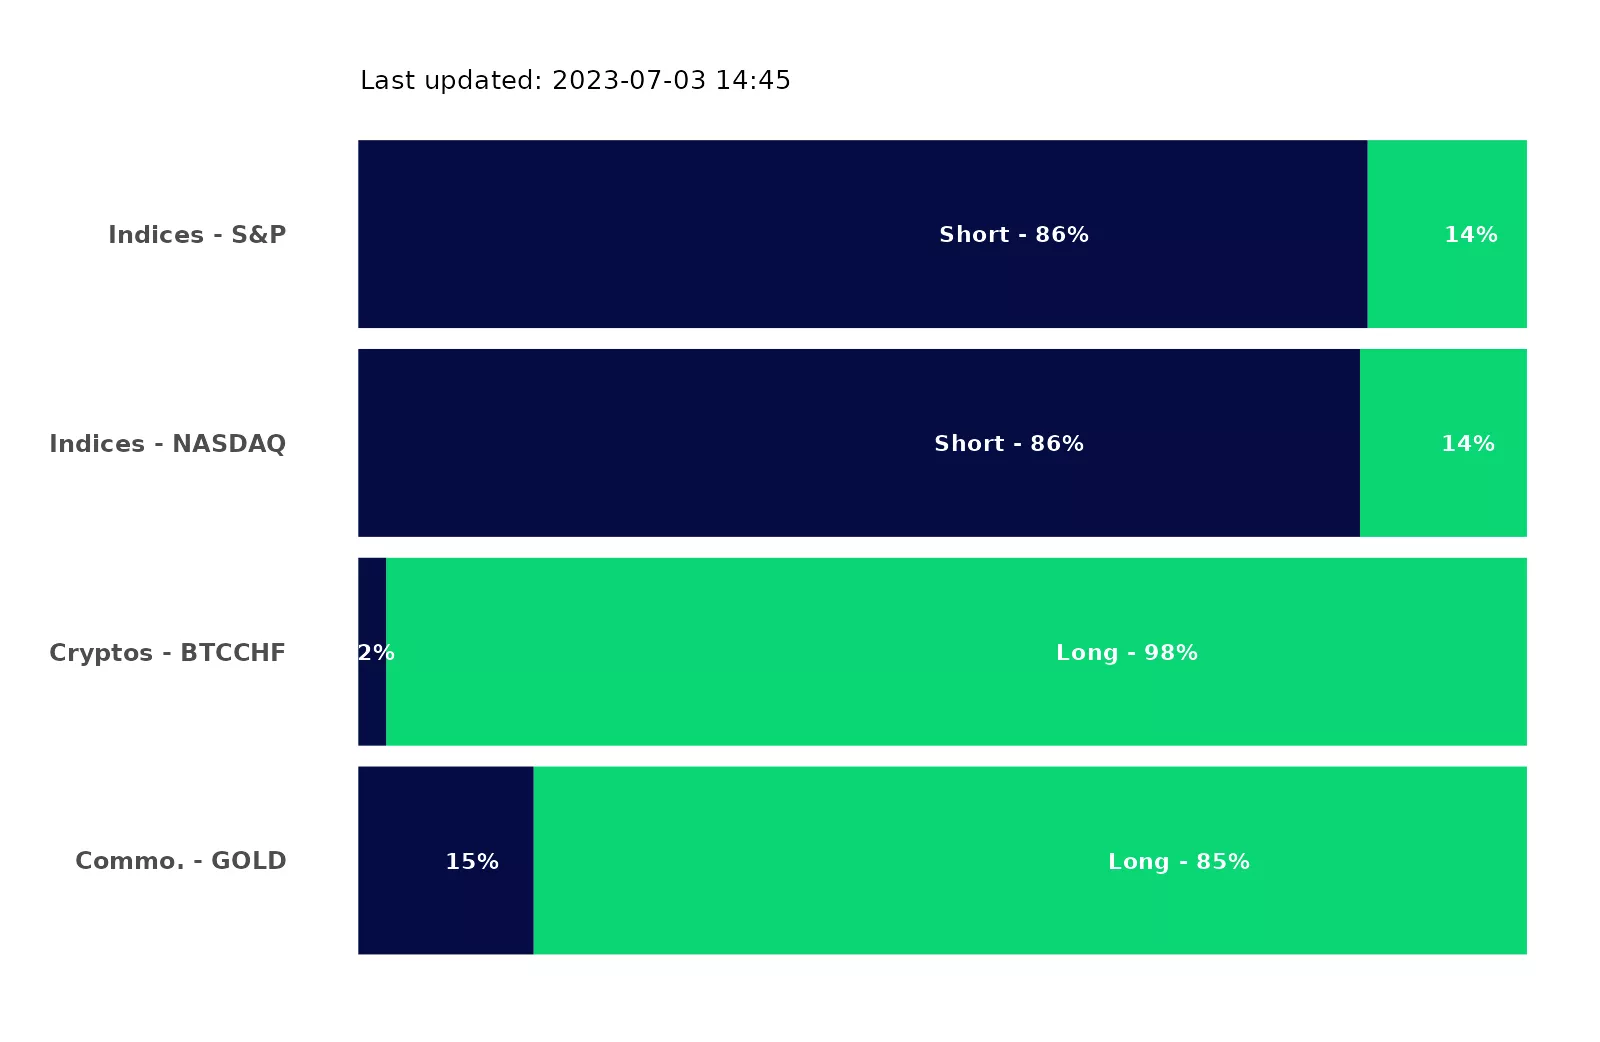 Last updated: 2023-07-03 14:45
Indices - S&P Short - 86% 14%
Indices - NASDAQ Short - 86% 14%
Cryptos - BTCCHF 2% Long - 98%
Commo. - GOLD 15% Long - 85%